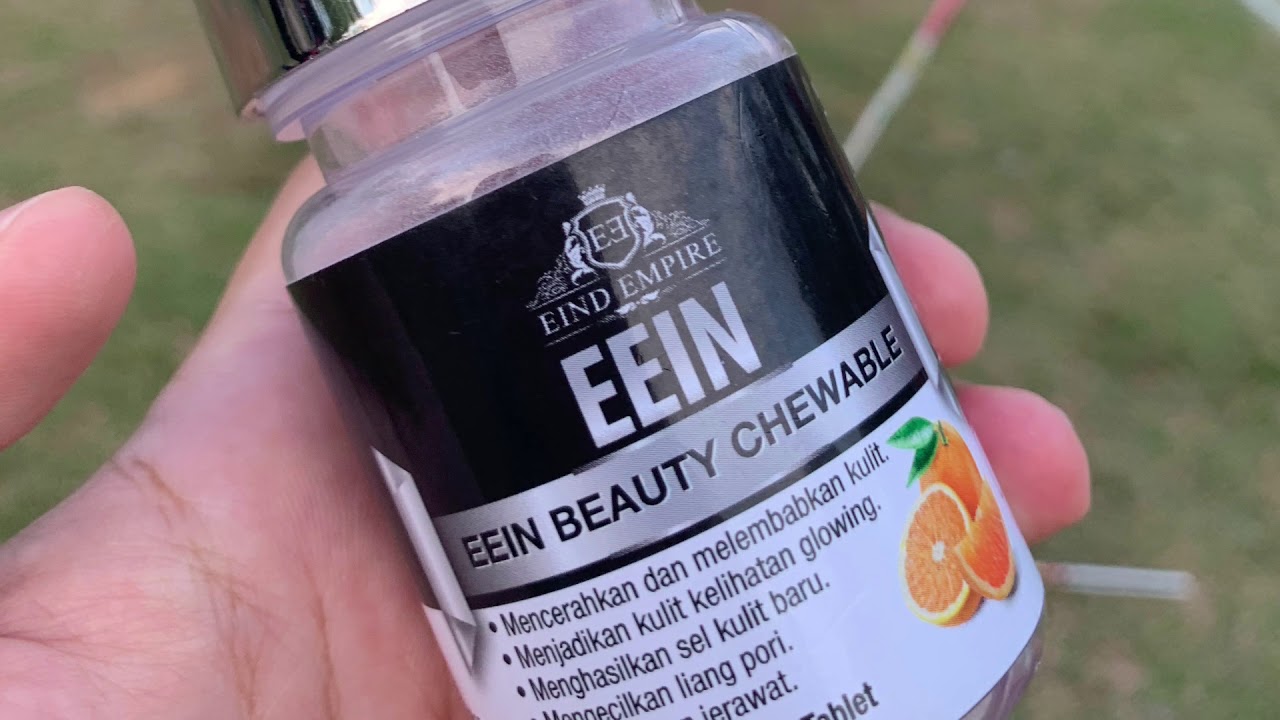 EE
EIND EMPIRE
EEIN
EEIN BEAUTY CHEWABLE
• Mencerahkan dan melembabkan kulit.
• Menjadikan kulit kelihatan glowing.
• Menghasilkan sel kulit baru.
• Mengecilkan liang pori.
jerawat.
Tablet